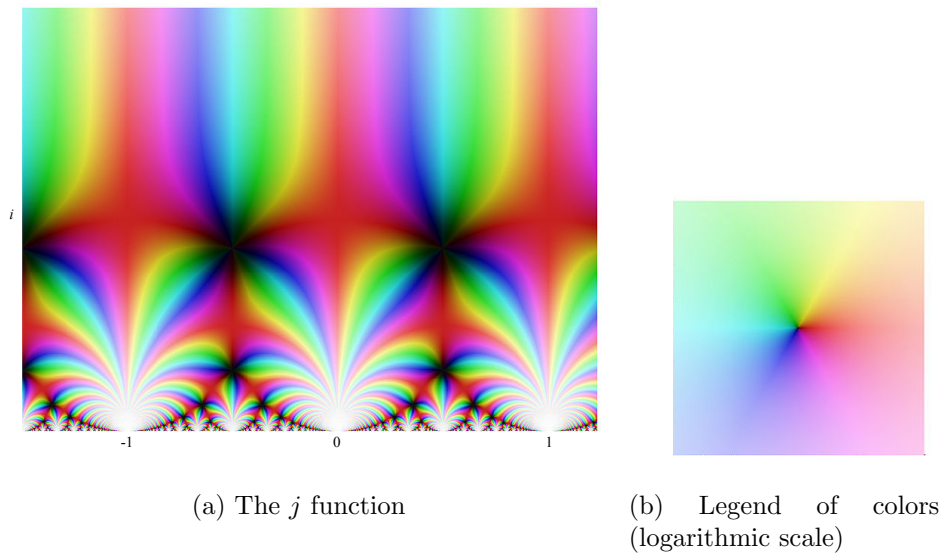 i
-1 0 1
(a) The j function
(b) Legend of colors
(logarithmic scale)